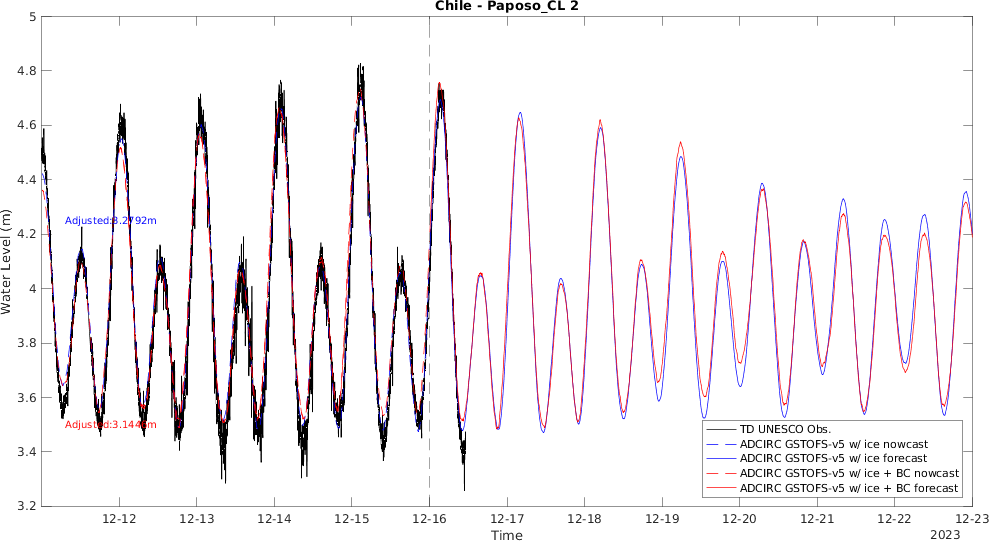 Chile - Paposo_CL 2
5
4.8
4.6
4.4
4.2
4
3.8
3.6
3.4
3.2
Water Level (m)
Adjusted:3.2792m
TD UNESCO Obs.
ADCIRC GSTOFS-v5 w/ ice nowcast
ADCIRC GSTOFS-v5 w/ ice forecast
ADCIRC GSTOFS-v5 w/ ice + BC nowcast
ADCIRC GSTOFS-v5 w/ ice + BC forecast
12-12 12-13 12-14 12-15 12-16 12-17 12-18 12-19 12-20 12-21 12-22 12-23
Time
2023